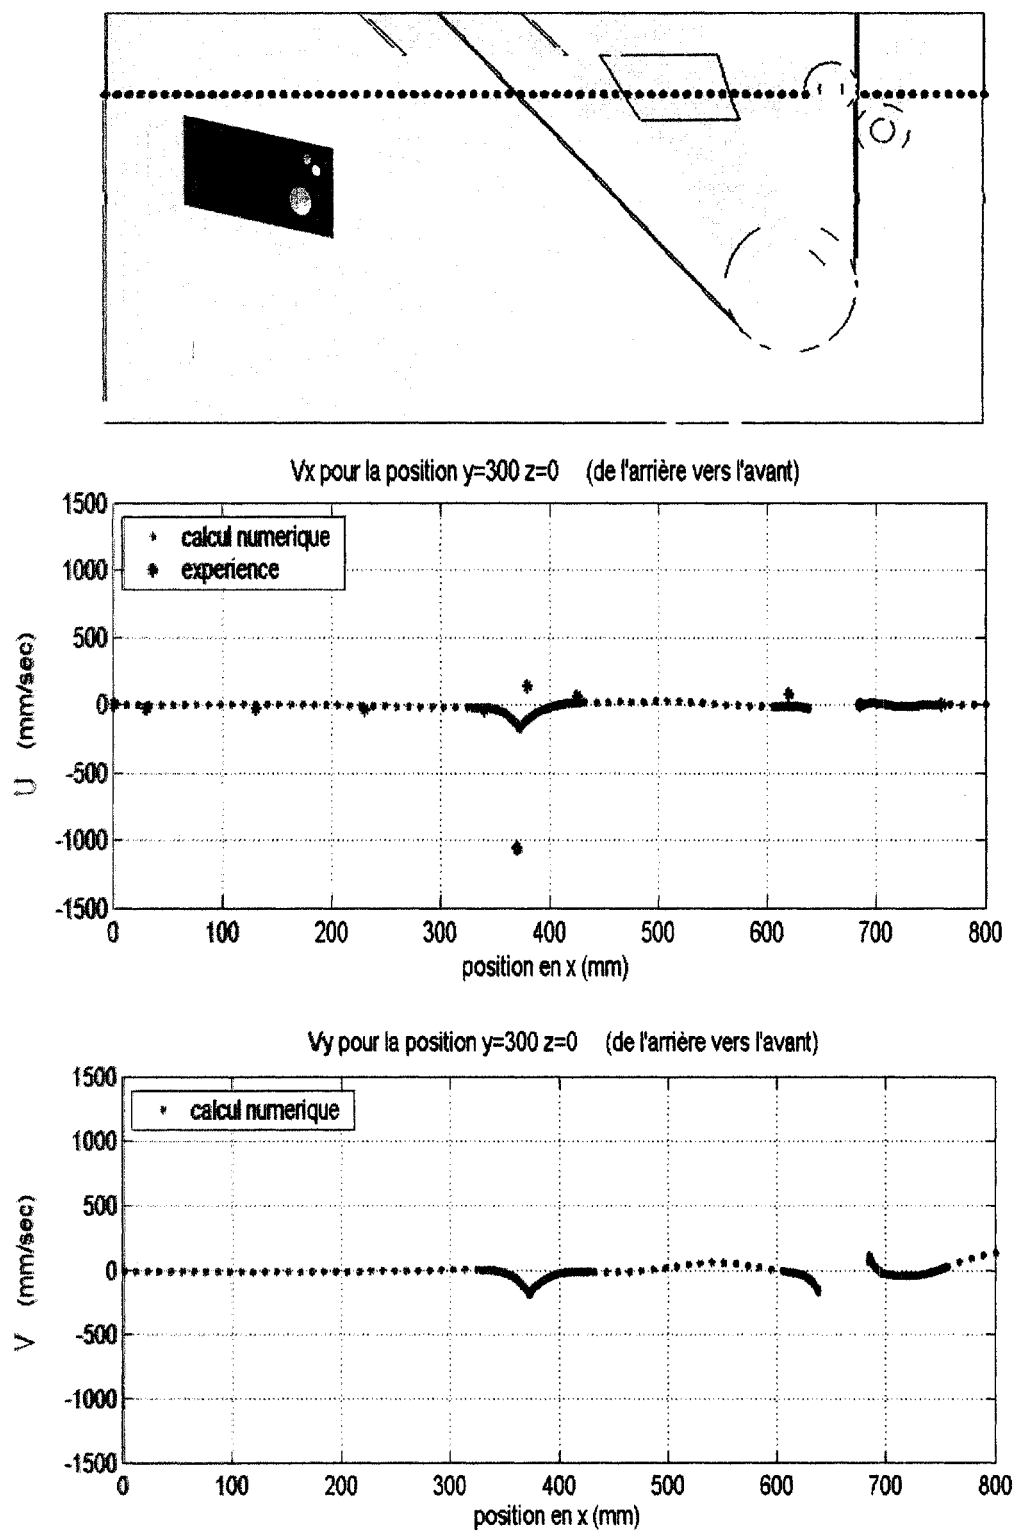 Vx pour la position y=300 z=0 (de l'arrière vers l'avant)
1500
1000
500
0
-500
-1000
-1500
calcul numerique
experience
U (mm/sec)
0 100 200 300 400 500 600 700 800
position en x (mm)
Vy pour la position y=300 z=0 (de l'arrière vers l'avant)
1500
1000
500
0
-500
-1000
-1500
calcul numerique
V (mm/sec)
0 100 200 300 400 500 600 700 800
position en x (mm)